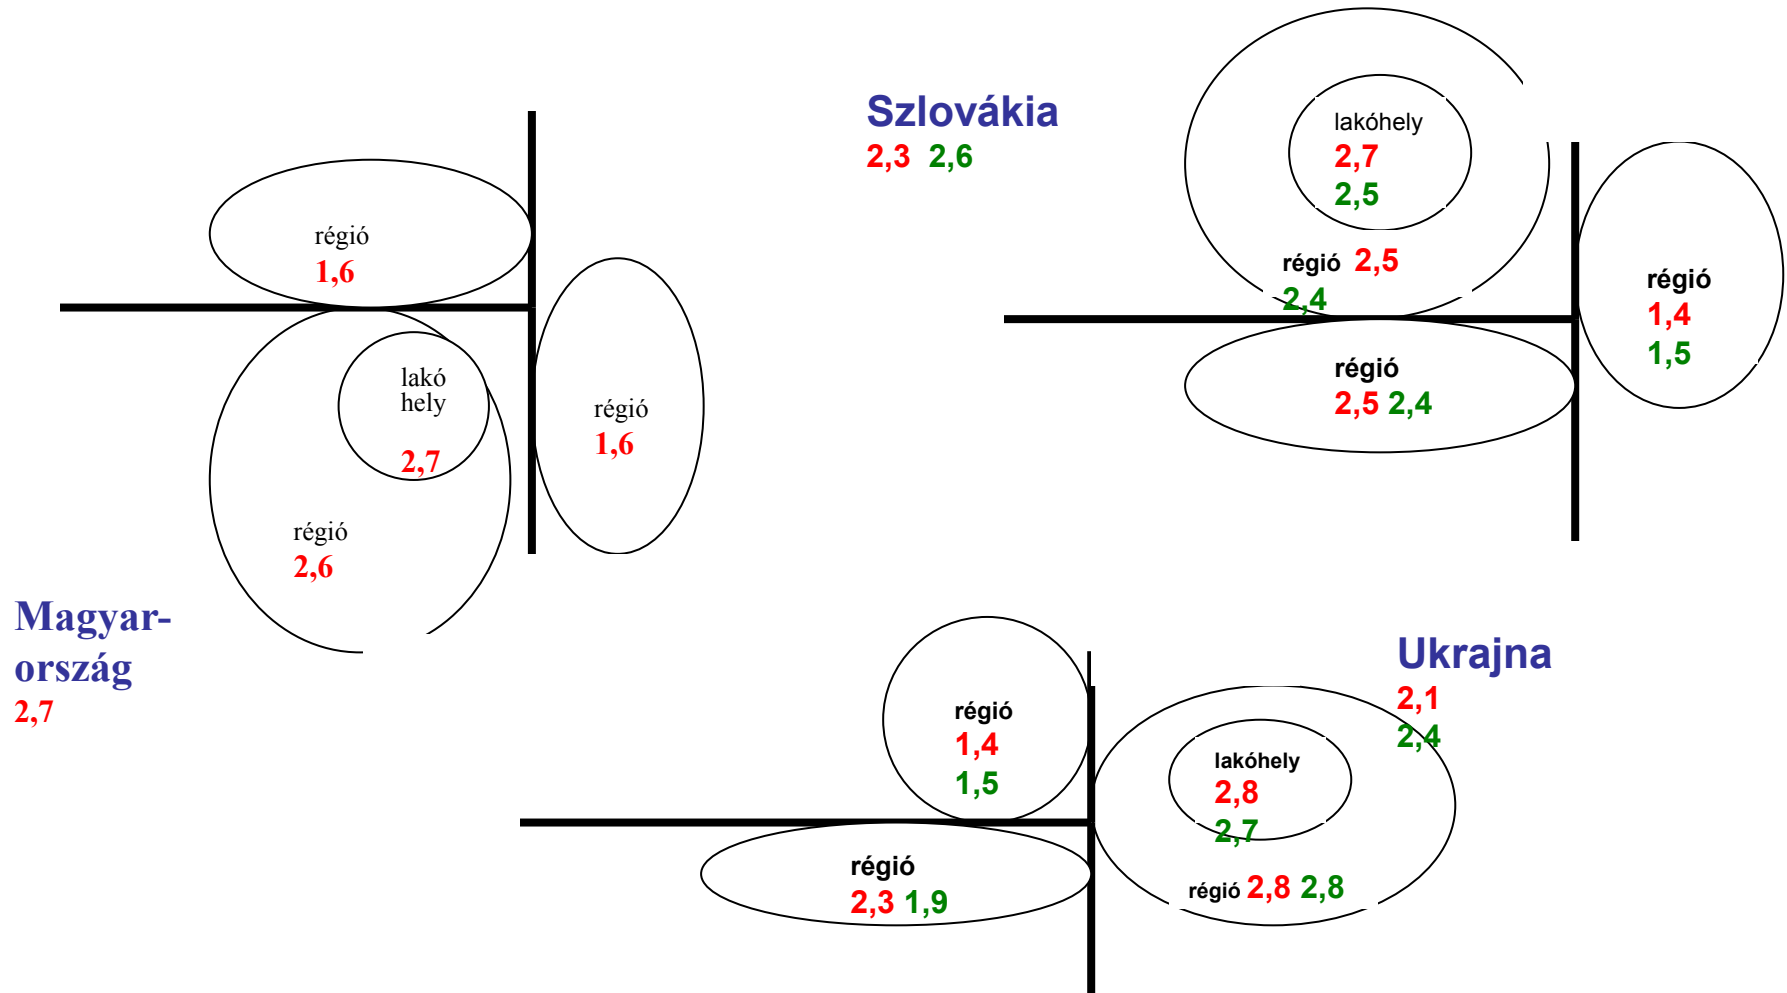 régió
1,6
lakó
hely
2,7
régió
2,6
régió
1,6
Magyar-
ország
2,7
Szlovákia
2,3 2,6
lakóhely
2,7
2,5
régió 2,5
2,4
régió
1,4
1,5
régió
2,5 2,4
Ukrajna
2,1
2,4
régió
1,4
1,5
lakóhely
2,8
2,7
régió 2,8 2,8
régió
2,3 1,9